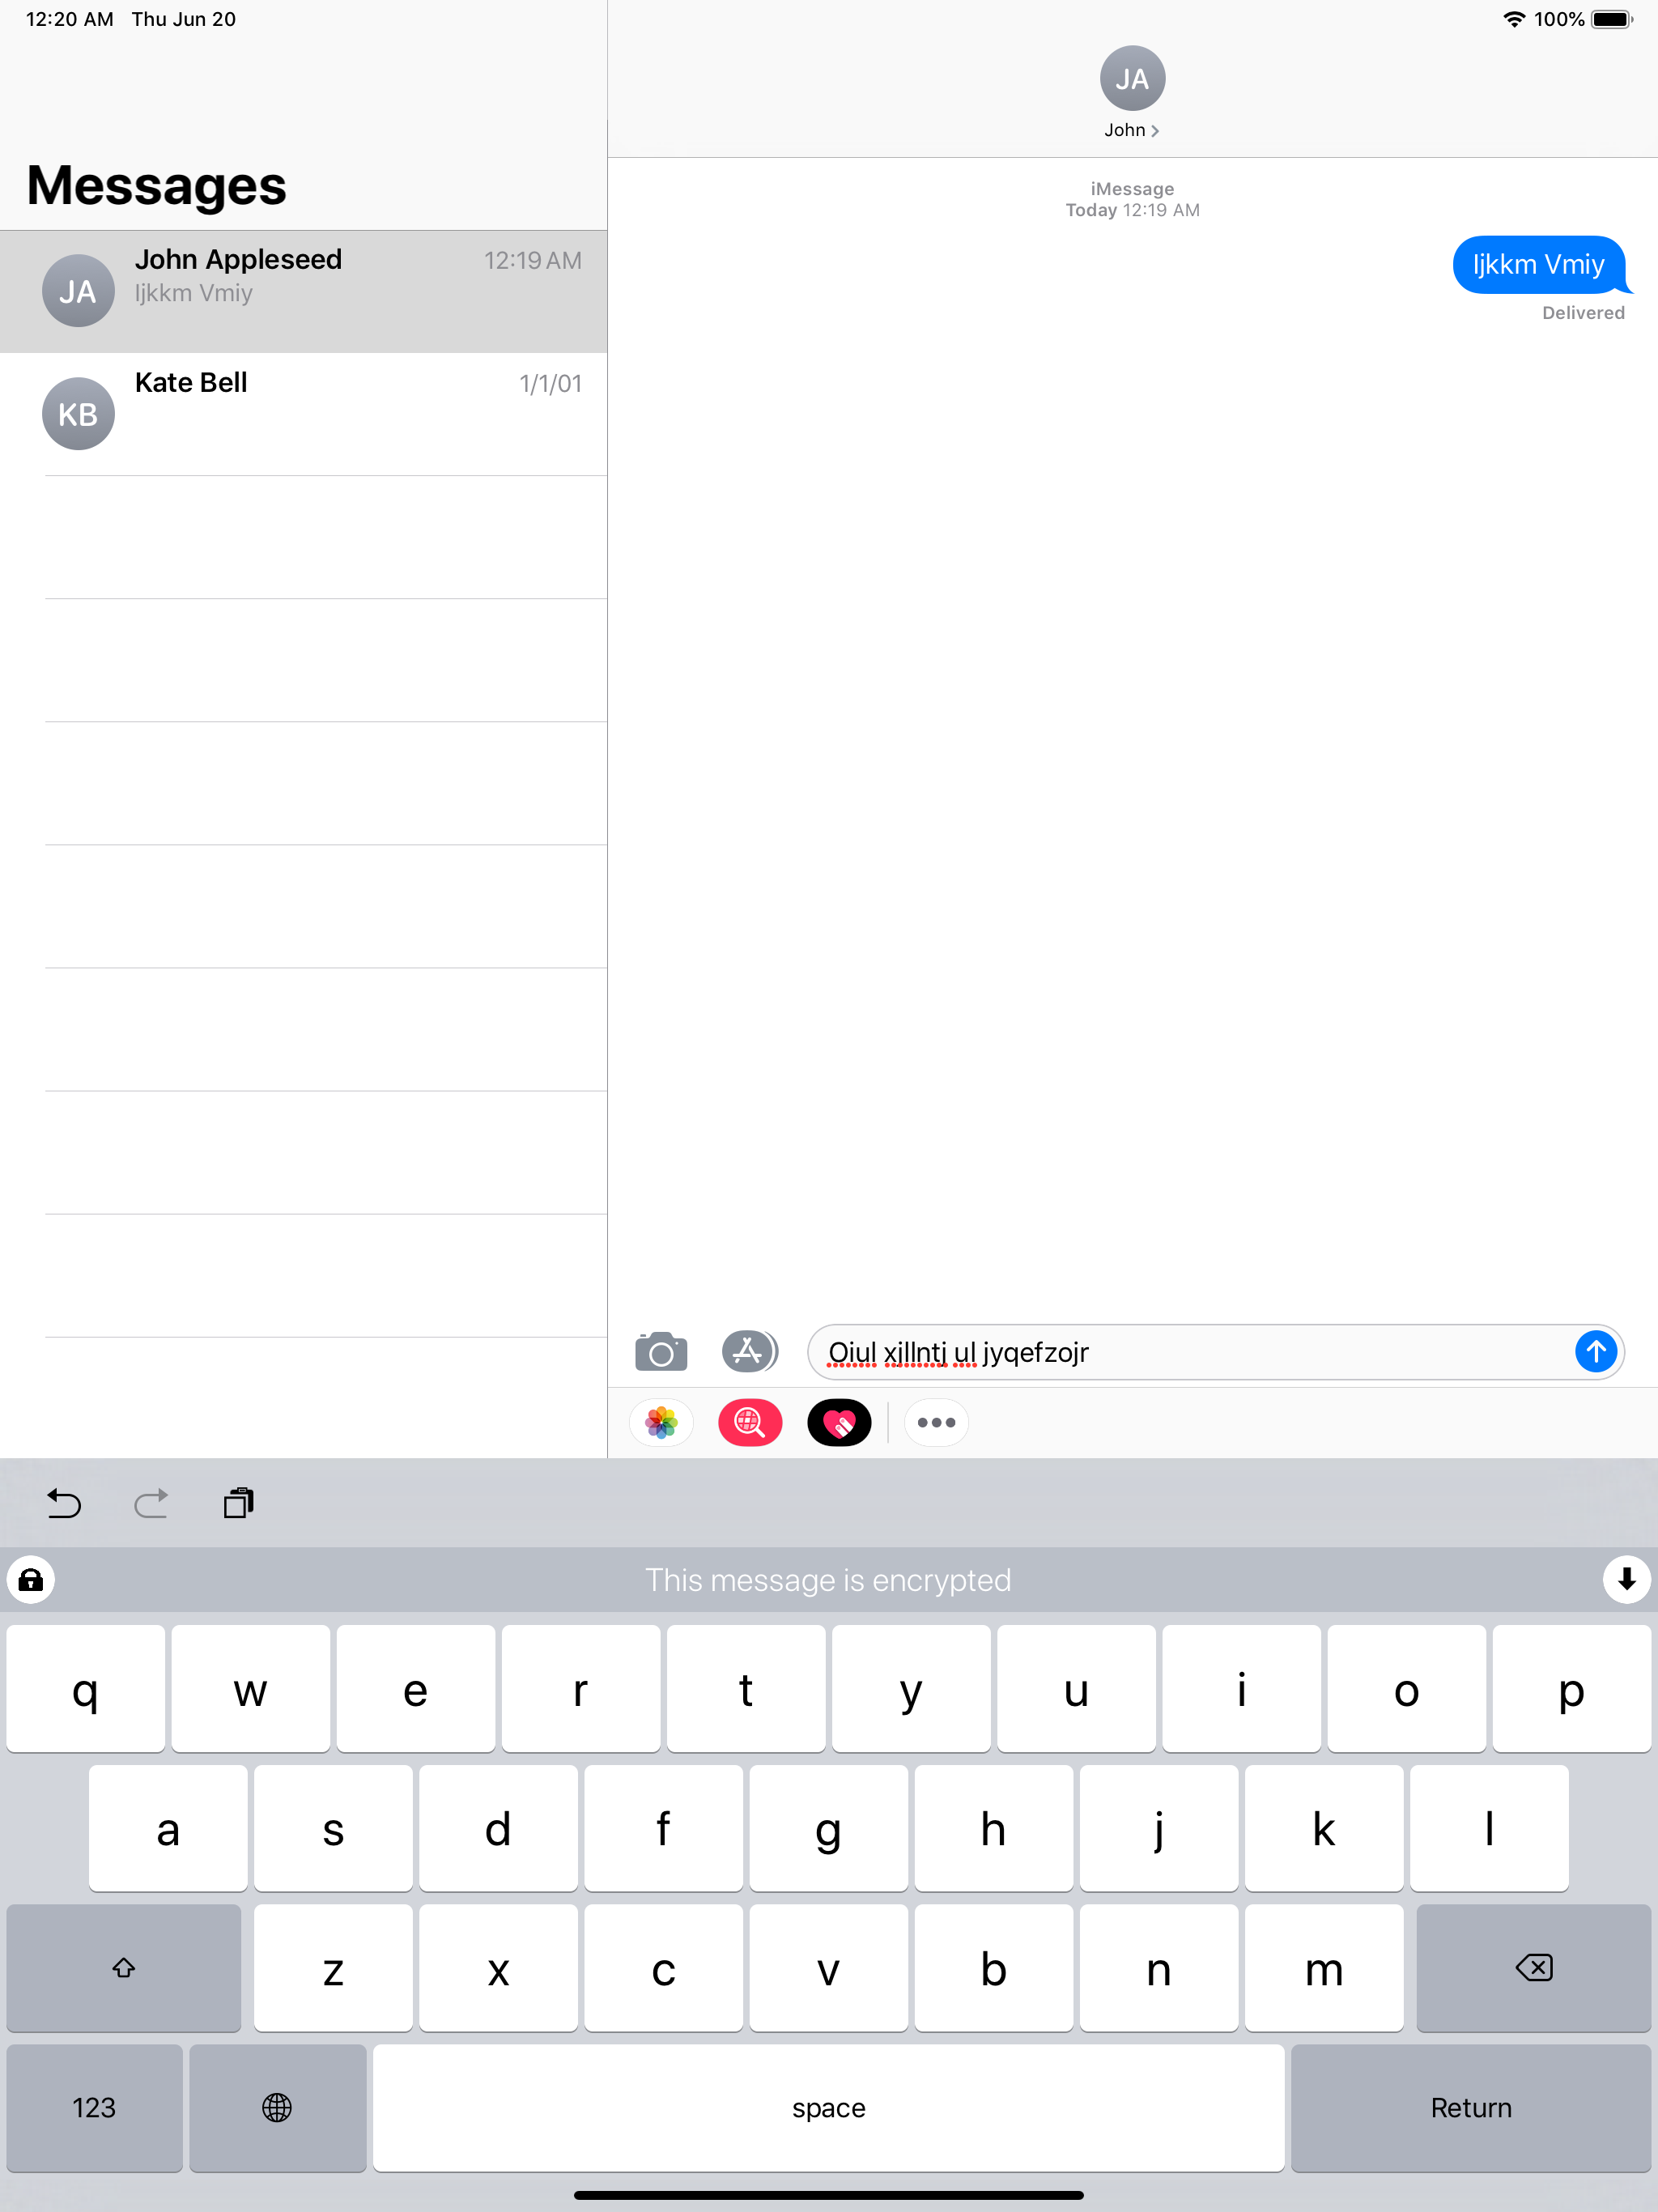 12:20 AM Thu Jun 20
100%
Messages
JA
John Appleseed
12:19 AM
Ijkkm Vmiy
KB
Kate Bell
1/1/01
JA
John
iMessage
Today 12:19 AM
Ijkkm Vmiy
Delivered
Oiul xjllntj ul jyqefzojr
This message is encrypted
q w e r t y u i o p
a s d f g h j k l
z x c v b n m
123 space Return